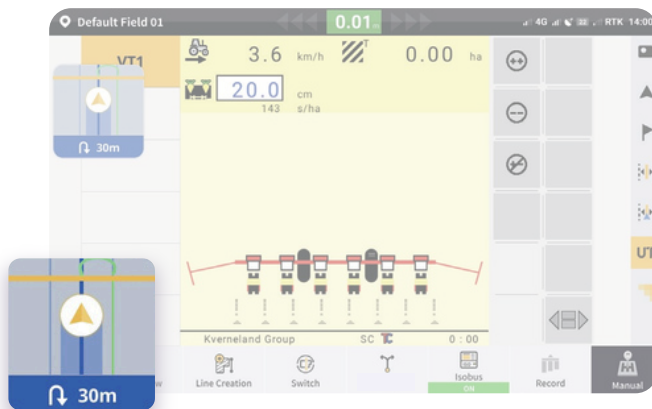 Default Field 01
0.01
4G
RTK 14:00
VT1
3.6 km/h
T
0.00 ha
20.0 cm
143 s/ha
30m
UT
30m
Kverneland Group SC TC 0:00
Line Creation
Switch
Isobus
ON
Record
Manual